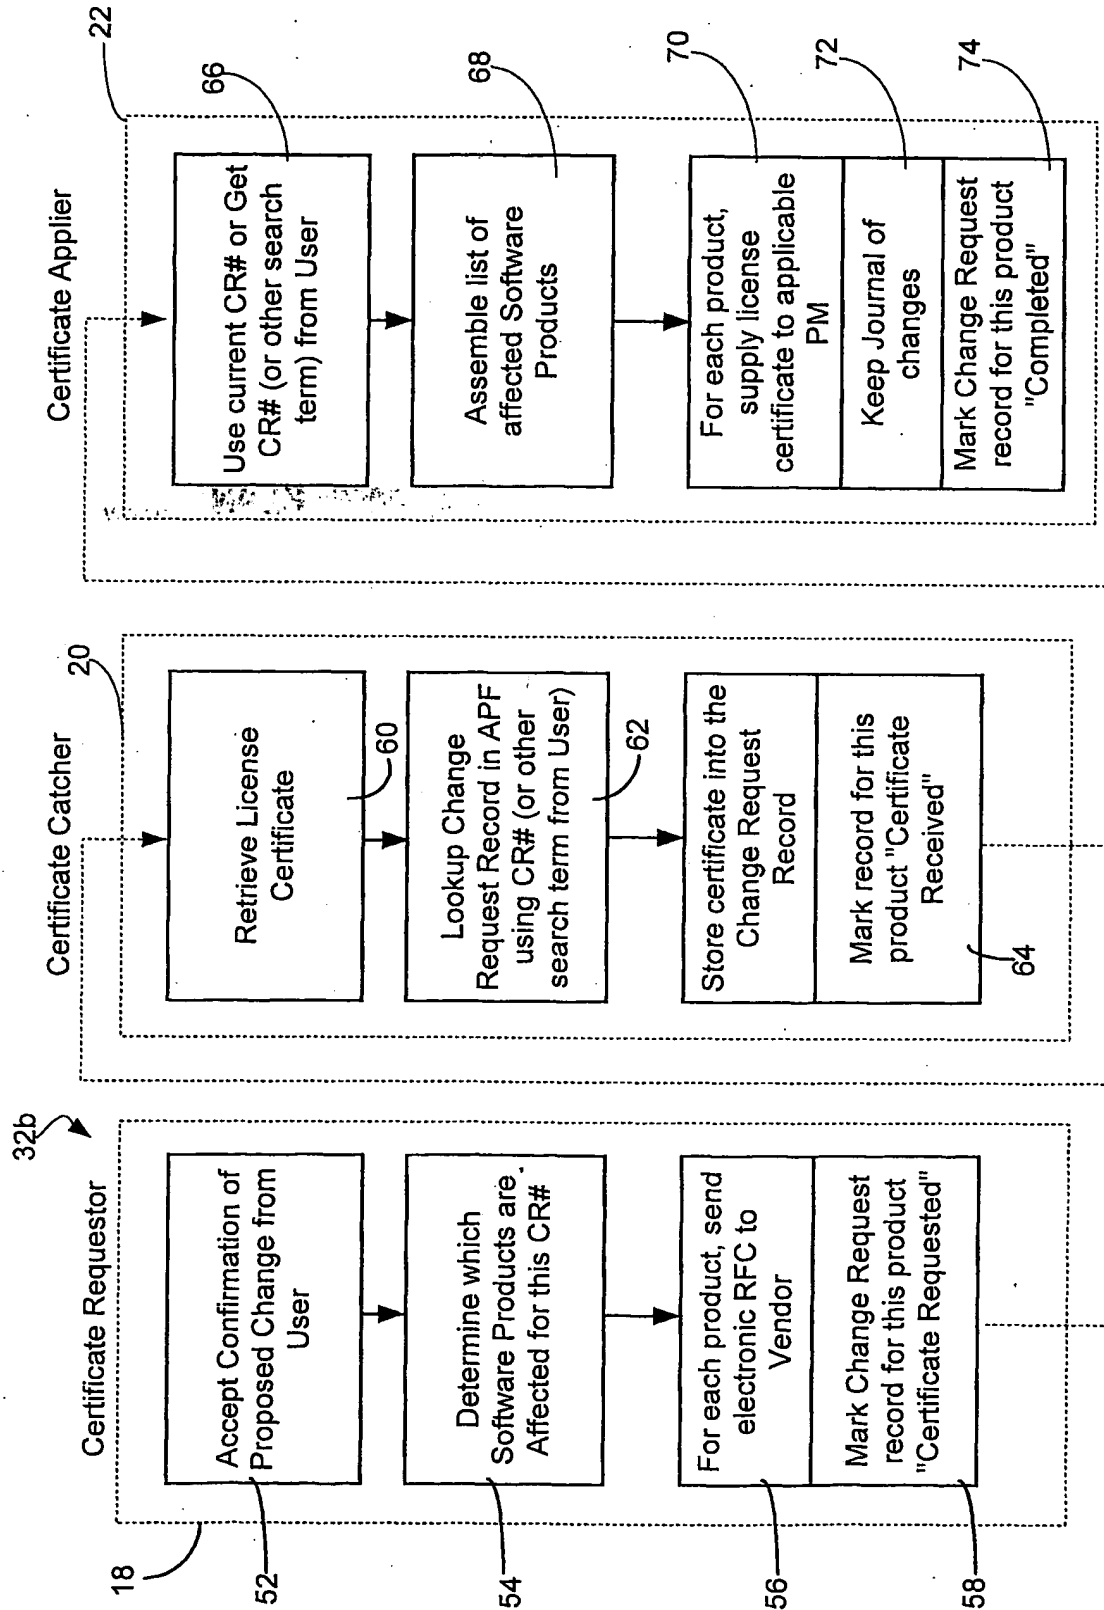 32b
Certificate Requestor
18
Accept Confirmation of
Proposed Change from
User
52
Determine which
Software Products are
Affected for this CR#
54
For each product, send
electronic RFC to
Vendor
56
Mark Change Request
record for this product
"Certificate Requested"
58
Certificate Catcher
20
Retrieve License
Certificate
60
Lookup Change
Request Record in APF
using CR# (or other
search term from User)
62
Store certificate into the
Change Request
Record
Mark record for this
product "Certificate
Received"
64
Certificate Applier
22
Use current CR# or Get
CR# (or other search
term) from User
66
Assemble list of
affected Software
Products
68
For each product,
supply license
certificate to applicable
PM
70
Keep Journal of
changes
72
Mark Change Request
record for this product
"Completed"
74